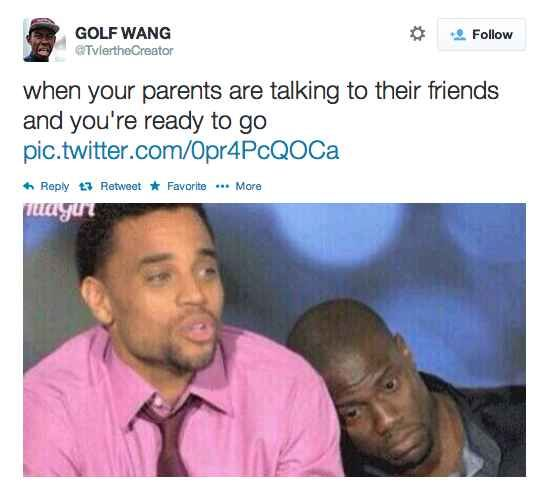 GOLF WANG
@TvlertheCreator
Follow
when your parents are talking to their friends
and you're ready to go
pic.twitter.com/0pr4PcQOCa
Reply Retweet Favorite More